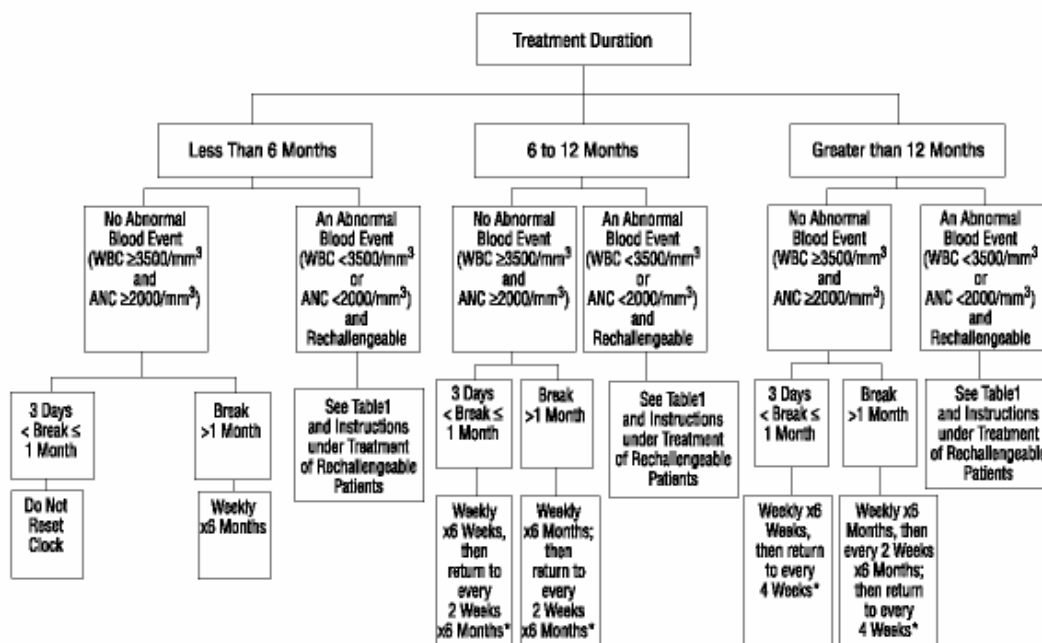 Treatment Duration
Less Than 6 Months
6 to 12 Months
Greater than 12 Months
No Abnormal
Blood Event
(WBC ≥3500/mm³
and
ANC ≥2000/mm³)
An Abnormal
Blood Event
(WBC <3500/mm³
or
ANC <2000/mm³)
and
Rechallengeable
No Abnormal
Blood Event
(WBC ≥3500/mm³
and
ANC ≥2000/mm³)
An Abnormal
Blood Event
(WBC <3500/mm³
or
ANC <2000/mm³)
and
Rechallengeable
No Abnormal
Blood Event
(WBC ≥3500/mm³
and
ANC ≥2000/mm³)
An Abnormal
Blood Event
(WBC <3500/mm³
or
ANC <2000/mm³)
and
Rechallengeable
3 Days
< Break ≤
1 Month
Break
>1 Month
See Table1
and Instructions
under Treatment
of Rechallengeable
Patients
3 Days
< Break ≤
1 Month
Break
>1 Month
See Table1
and Instructions
under Treatment
of Rechallengeable
Patients
3 Days
< Break ≤
1 Month
Break
>1 Month
See Table1
and Instructions
under Treatment
of Rechallengeable
Patients
Do Not
Reset
Clock
Weekly
x6 Months
Weekly
x6 Weeks,
then
return to
every
2 Weeks
x6 Months*
Weekly
x6 Months;
then
return to
every
2 Weeks
x6 Months*
Weekly x6
Weeks,
then return
to every
4 Weeks*
Weekly x6
Months, then
every 2 Weeks
x6 Months;
then return
to every
4 Weeks*